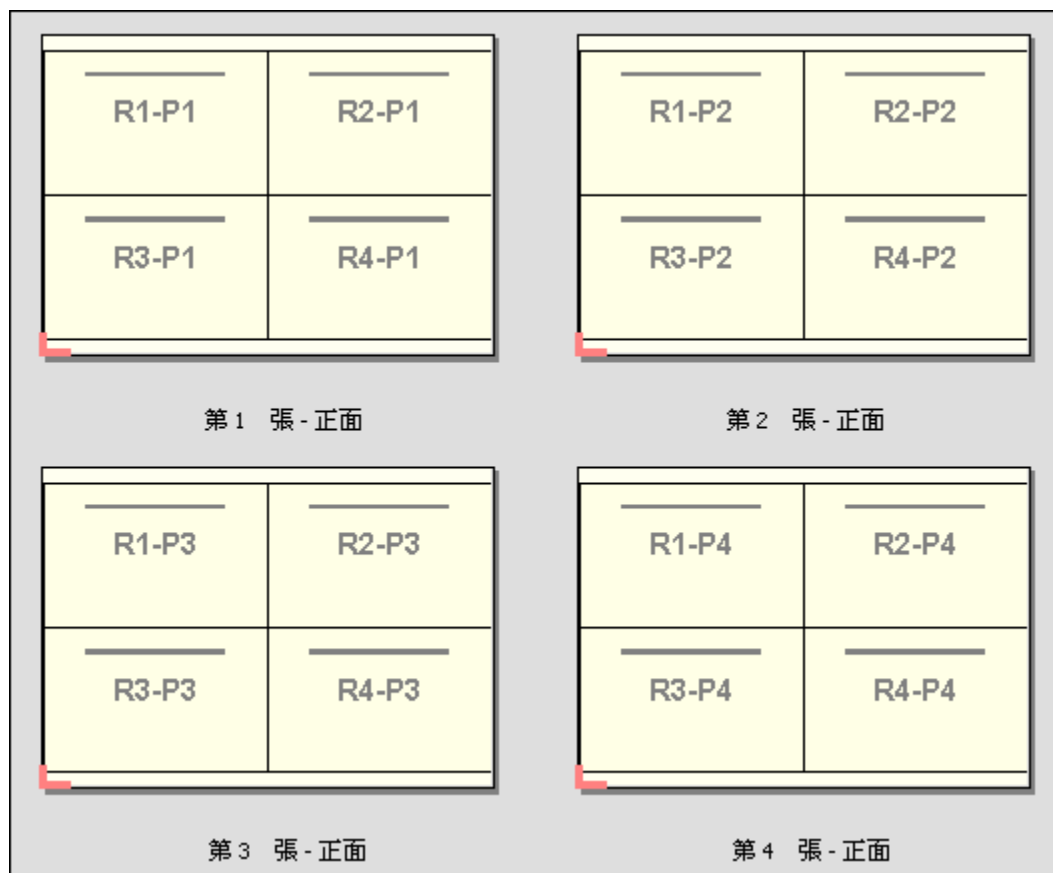 R1-P1 R2-P1
R3-P1 R4-P1
第 1 張 - 正面
R1-P2 R2-P2
R3-P2 R4-P2
第 2 張 - 正面
R1-P3 R2-P3
R3-P3 R4-P3
第 3 張 - 正面
R1-P4 R2-P4
R3-P4 R4-P4
第 4 張 - 正面